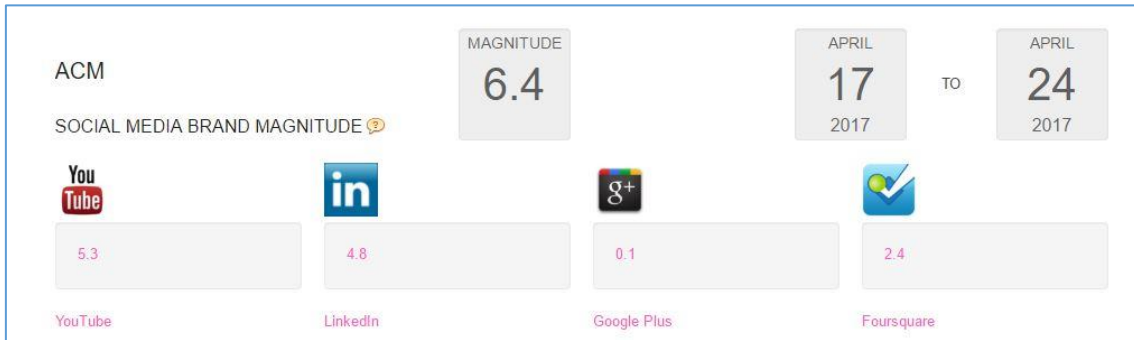 ACM
SOCIAL MEDIA BRAND MAGNITUDE
MAGNITUDE
6.4
APRIL
17
2017
TO
APRIL
24
2017
You
Tube
in
g+
5.3
4.8
0.1
2.4
YouTube
LinkedIn
Google Plus
Foursquare